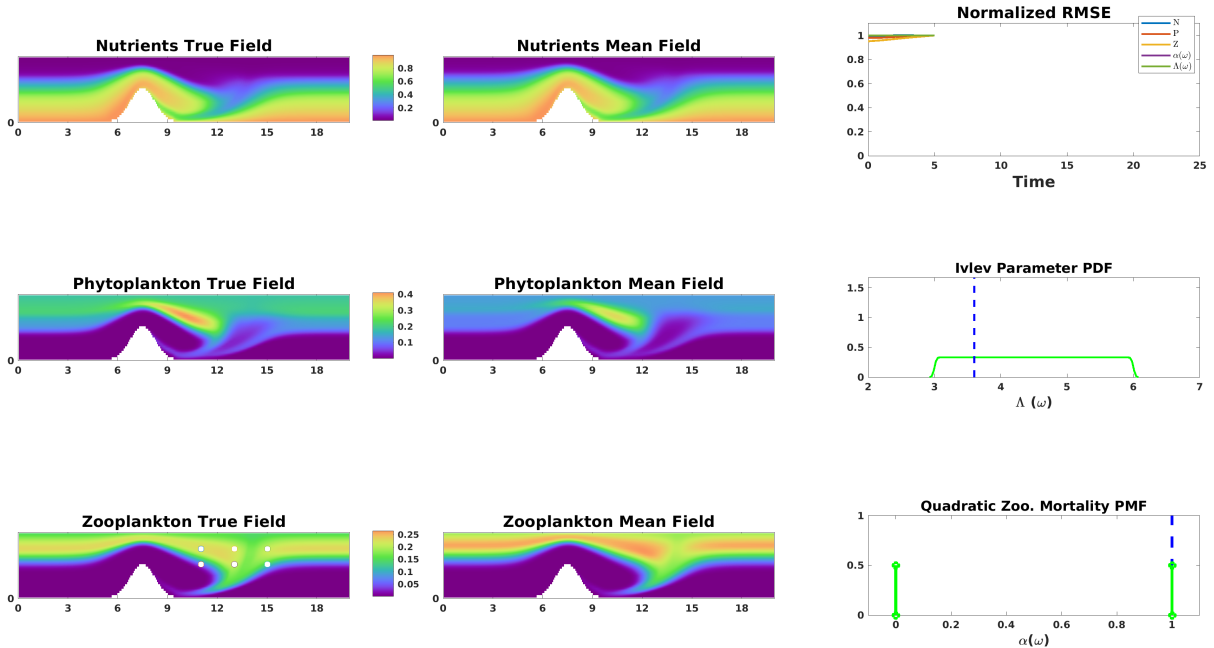 Nutrients True Field
0
0 3 6 9 12 15 18
0.8
0.6
0.4
0.2
Nutrients Mean Field
0
0 3 6 9 12 15 18
Normalized RMSE
1
0.8
0.6
0.4
0.2
0
0 5 10 15 20 25
Time
N
P
Z
α(ω)
Λ(ω)
Phytoplankton True Field
0
0 3 6 9 12 15 18
0.4
0.3
0.2
0.1
Phytoplankton Mean Field
0
0 3 6 9 12 15 18
Ivlev Parameter PDF
1.5
1
0.5
0
2 3 4 5 6 7
Λ (ω)
Zooplankton True Field
0
0 3 6 9 12 15 18
0.25
0.2
0.15
0.1
0.05
Zooplankton Mean Field
0
0 3 6 9 12 15 18
Quadratic Zoo. Mortality PMF
1
0.5
0
0 0.2 0.4 0.6 0.8 1
α(ω)